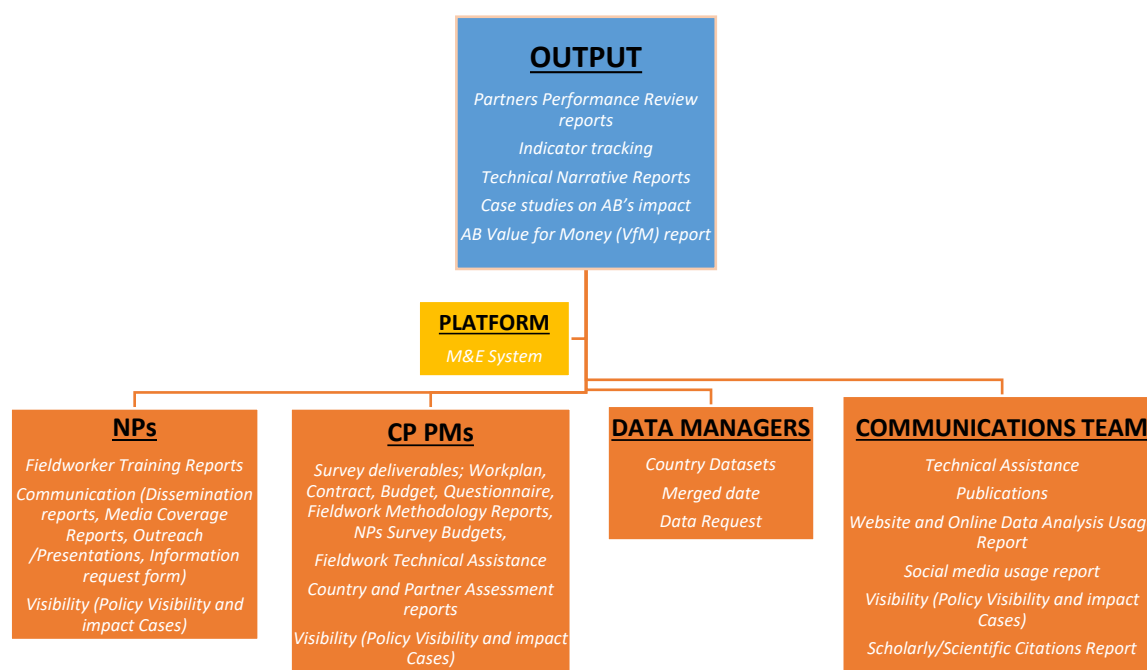 OUTPUT
Partners Performance Review
reports
Indicator tracking
Technical Narrative Reports
Case studies on AB's impact
AB Value for Money (VfM) report
PLATFORM
M&E System
NPs
Fieldworker Training Reports
Communication (Dissemination
reports, Media Coverage
Reports, Outreach
/Presentations, Information
request form)
Visibility (Policy Visibility and
impact Cases)
CP PMs
Survey deliverables; Workplan,
Contract, Budget, Questionnaire,
Fieldwork Methodology Reports,
NPs Survey Budgets,
Fieldwork Technical Assistance
Country and Partner Assessment
reports
Visibility (Policy Visibility and impact
Cases)
DATA MANAGERS
Country Datasets
Merged date
Data Request
COMMUNICATIONS TEAM
Technical Assistance
Publications
Website and Online Data Analysis Usag
Report
Social media usage report
Visibility (Policy Visibility and impact
Cases)
Scholarly/Scientific Citations Report